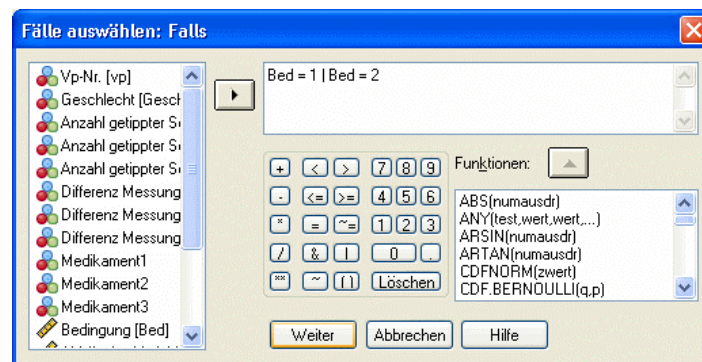 Fälle auswählen: Falls
Vp-Nr. [vp]
Geschlecht [Gesch
Anzahl getippter Se
Anzahl getippter Se
Anzahl getippter Se
Differenz Messung
Differenz Messung
Differenz Messung
Medikament1
Medikament2
Medikament3
Bedingung [Bed]
Bed = 1 | Bed = 2
+ < > 7 8 9
- <= >= 4 5 6
* = ~= 1 2 3
/ & | 0 .
** ~ () Löschen
Funktionen:
ABS(numausdr)
ANY(test,wert,wert,...)
ARSIN(numausdr)
ARTAN(numausdr)
CDFNORM(zwert)
CDF.BERNOULLI(q,p)
Weiter Abbrechen Hilfe